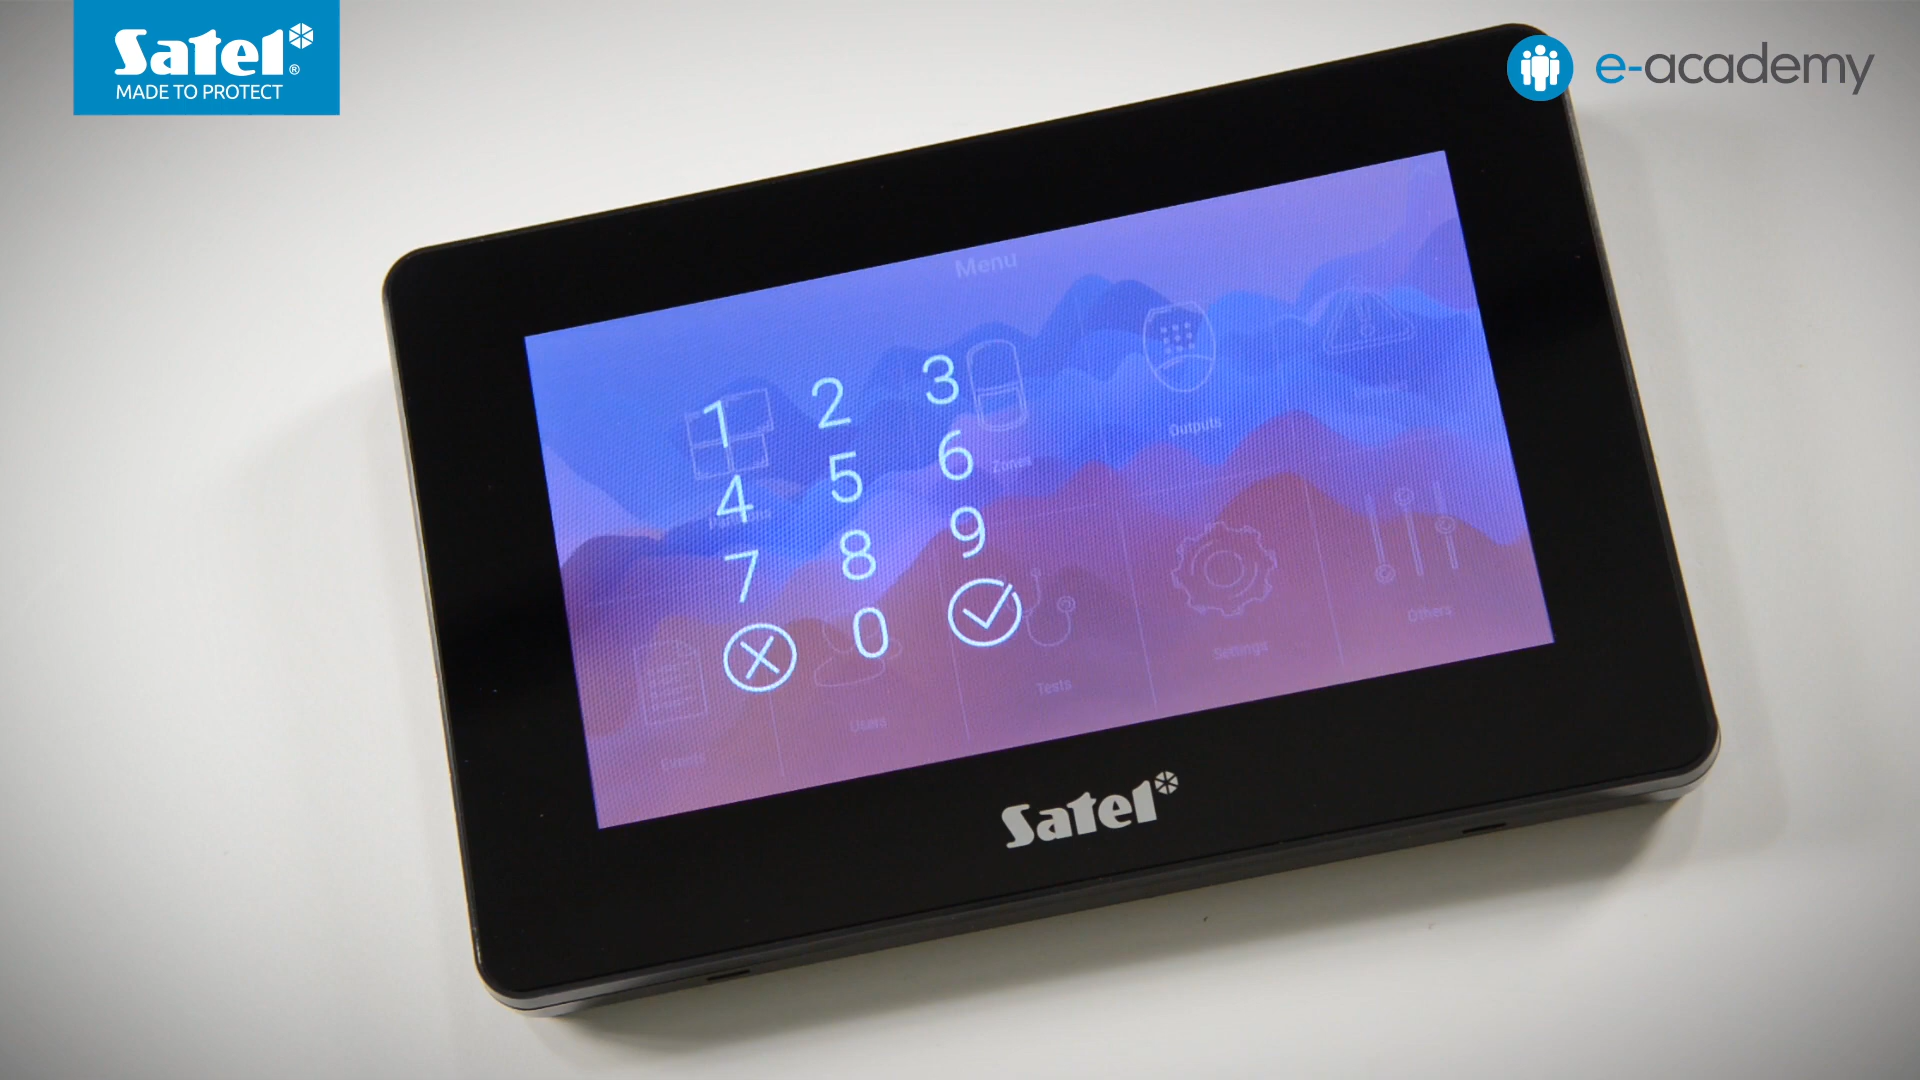 Satel®
MADE TO PROTECT
e-academy
Menu
1 2 3
4 5 6
7 8 9
0
Zones
Outputs
Events
Users
Tests
Settings
Others
Satel